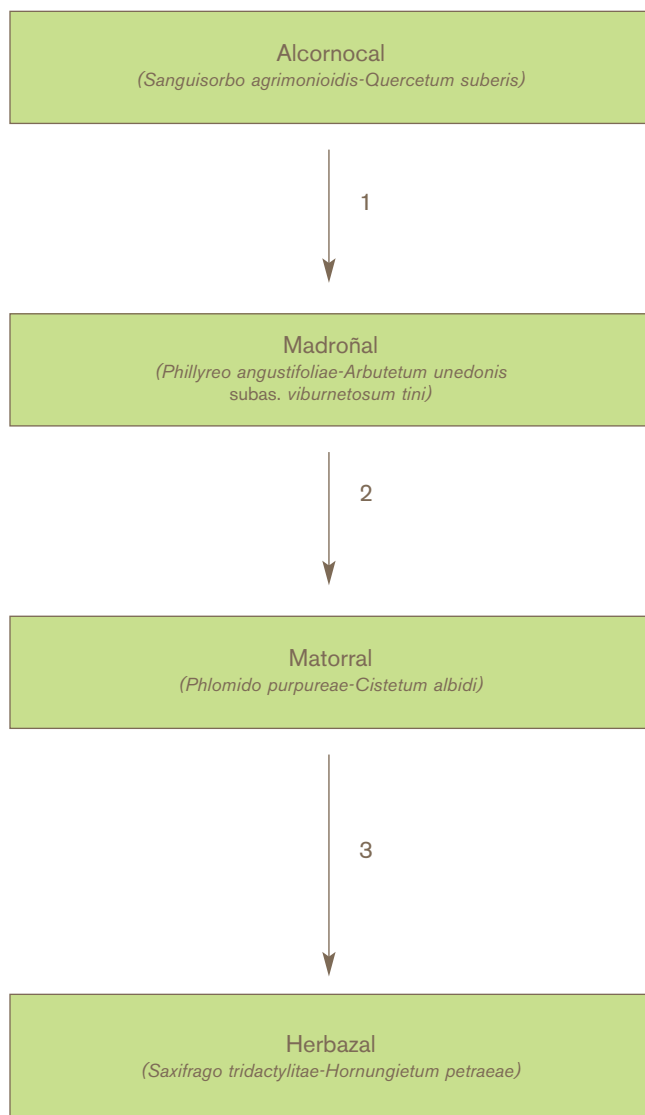 Alcornocal
(Sanguisorbo agrimonioidis-Quercetum suberis)
1
Madroñal
(Phillyreo angustifoliae-Arbutetum unedonis
subas. viburnetosum tini)
2
Matorral
(Phlomido purpureae-Cistetum albidi)
3
Herbazal
(Saxifrago tridactylitae-Hornungietum petraeae)